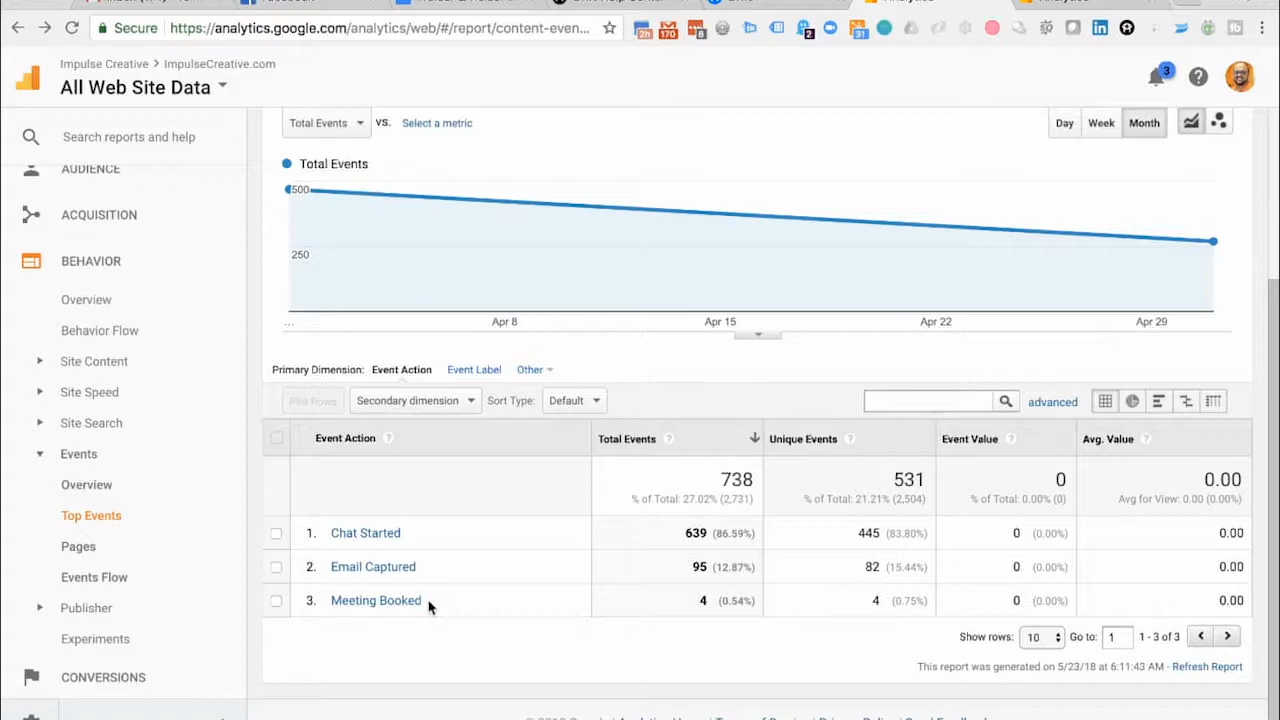 Secure https://analytics.google.com/analytics/web/#/report/content-even...
2h
170
8
2
31
Impulse Creative > ImpulseCreative.com
All Web Site Data
3
Search reports and help
AUDIENCE
ACQUISITION
BEHAVIOR
Overview
Behavior Flow
Site Content
Site Speed
Site Search
Events
Overview
Top Events
Pages
Events Flow
Publisher
Experiments
CONVERSIONS
Total Events VS. Select a metric
Day Week Month
Total Events
500
250
... Apr 8 Apr 15 Apr 22 Apr 29
Primary Dimension: Event Action Event Label Other
Plot Rows Secondary dimension Sort Type: Default advanced
Event Action ? Total Events ? Unique Events ? Event Value ? Avg. Value ?
738 531 0 0.00
% of Total: 27.02% (2,731) % of Total: 21.21% (2,504) % of Total: 0.00% (0) Avg for View: 0.00 (0.00%)
1. Chat Started 639 (86.59%) 445 (83.80%) 0 (0.00%) 0.00
2. Email Captured 95 (12.87%) 82 (15.44%) 0 (0.00%) 0.00
3. Meeting Booked 4 (0.54%) 4 (0.75%) 0 (0.00%) 0.00
Show rows: 10 Go to: 1 1 - 3 of 3
This report was generated on 5/23/18 at 6:11:43 AM - Refresh Report